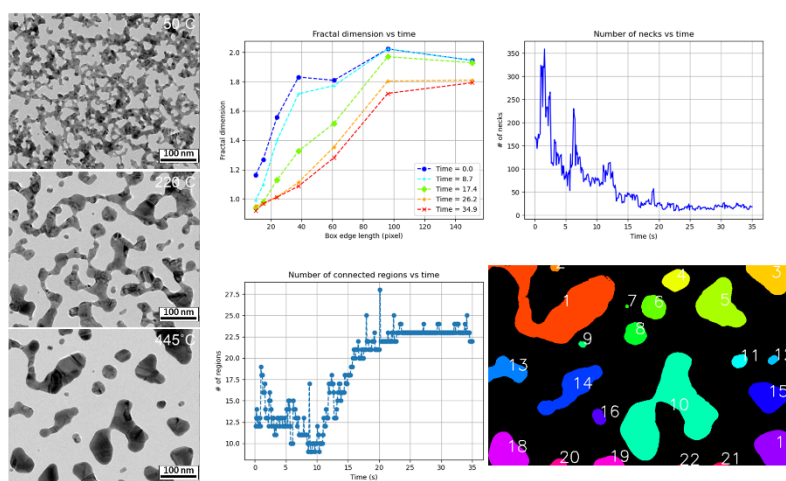 50°C
100 nm
220°C
100 nm
445°C
100 nm
Fractal dimension vs time
Fractal dimension
2.0
1.8
1.6
1.4
1.2
1.0
20 40 60 80 100 120 140
Box edge length (pixel)
Time = 0.0
Time = 8.7
Time = 17.4
Time = 26.2
Time = 34.9
Number of necks vs time
# of necks
350
300
250
200
150
100
50
0
0 5 10 15 20 25 30 35
Time (s)
Number of connected regions vs time
# of regions
27.5
25.0
22.5
20.0
17.5
15.0
12.5
10.0
0 5 10 15 20 25 30 35
Time (s)
2 4 3
1 7 6 5
9 8
13 14 11 12
16 10 15
18 20 19 22 21